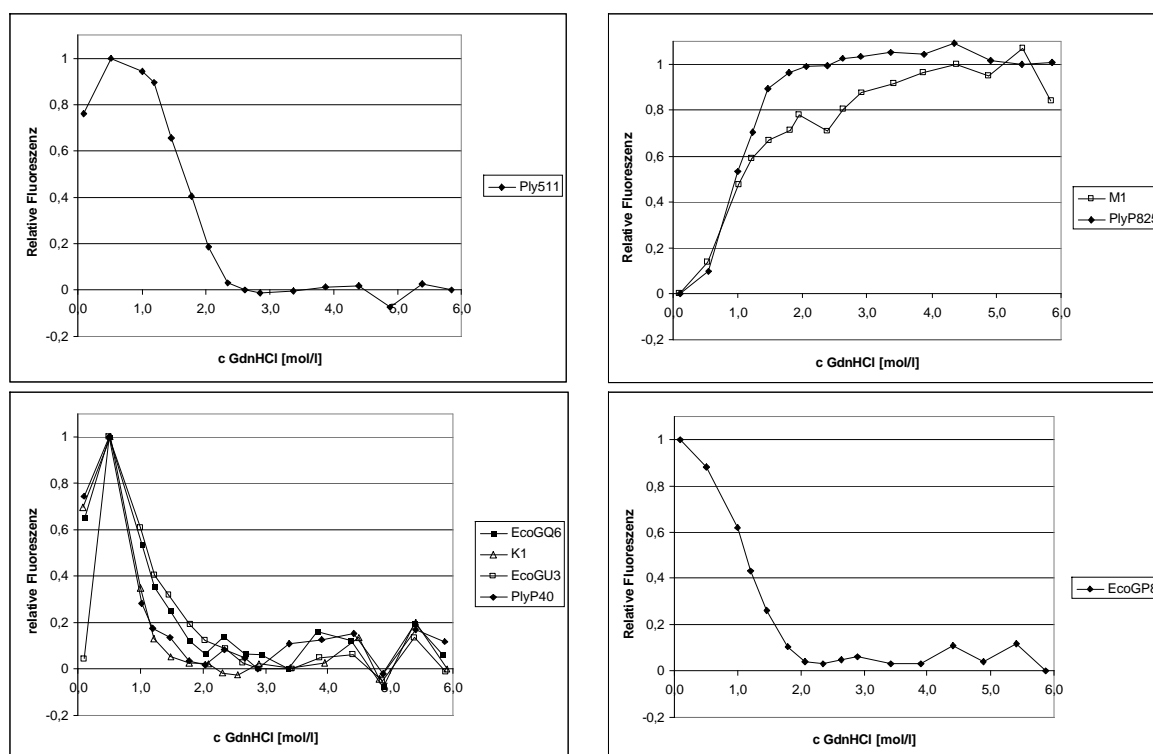 1
0,8
0,6
0,4
0,2
0
-0,2
0,0 1,0 2,0 3,0 4,0 5,0 6,0
Relative Fluoreszenz
c GdnHCl [mol/l]
Ply511
1,2
1
0,8
0,6
0,4
0,2
0
-0,2
0,0 1,0 2,0 3,0 4,0 5,0 6,0
Relative Fluoreszenz
c GdnHCl [mol/l]
M1
PlyP825
1
0,8
0,6
0,4
0,2
0
-0,2
0,0 1,0 2,0 3,0 4,0 5,0 6,0
relative Fluoreszenz
c GdnHCl [mol/l]
EcoGQ6
K1
EcoGU3
PlyP40
1
0,8
0,6
0,4
0,2
0
-0,2
0,0 1,0 2,0 3,0 4,0 5,0 6,0
relative Fluoreszenz
c GdnHCl [mol/l]
EcoGP8